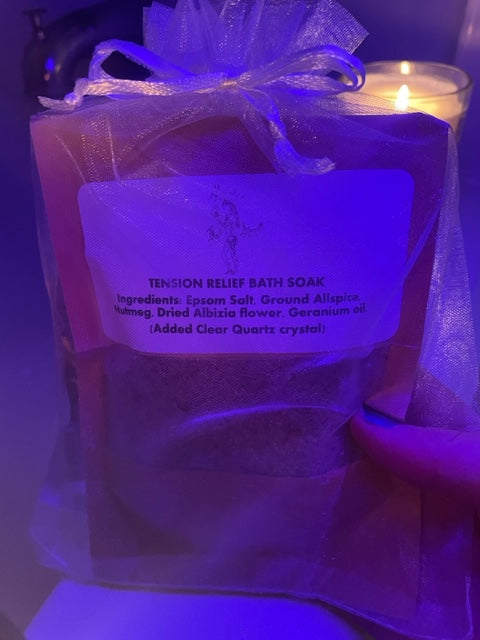 TENSION RELIEF BATH SOAK
Ingredients: Epsom Salt, Ground Allspice,
Nutmeg, Dried Albizia flower, Geranium oil.
(Added Clear Quartz crystal)